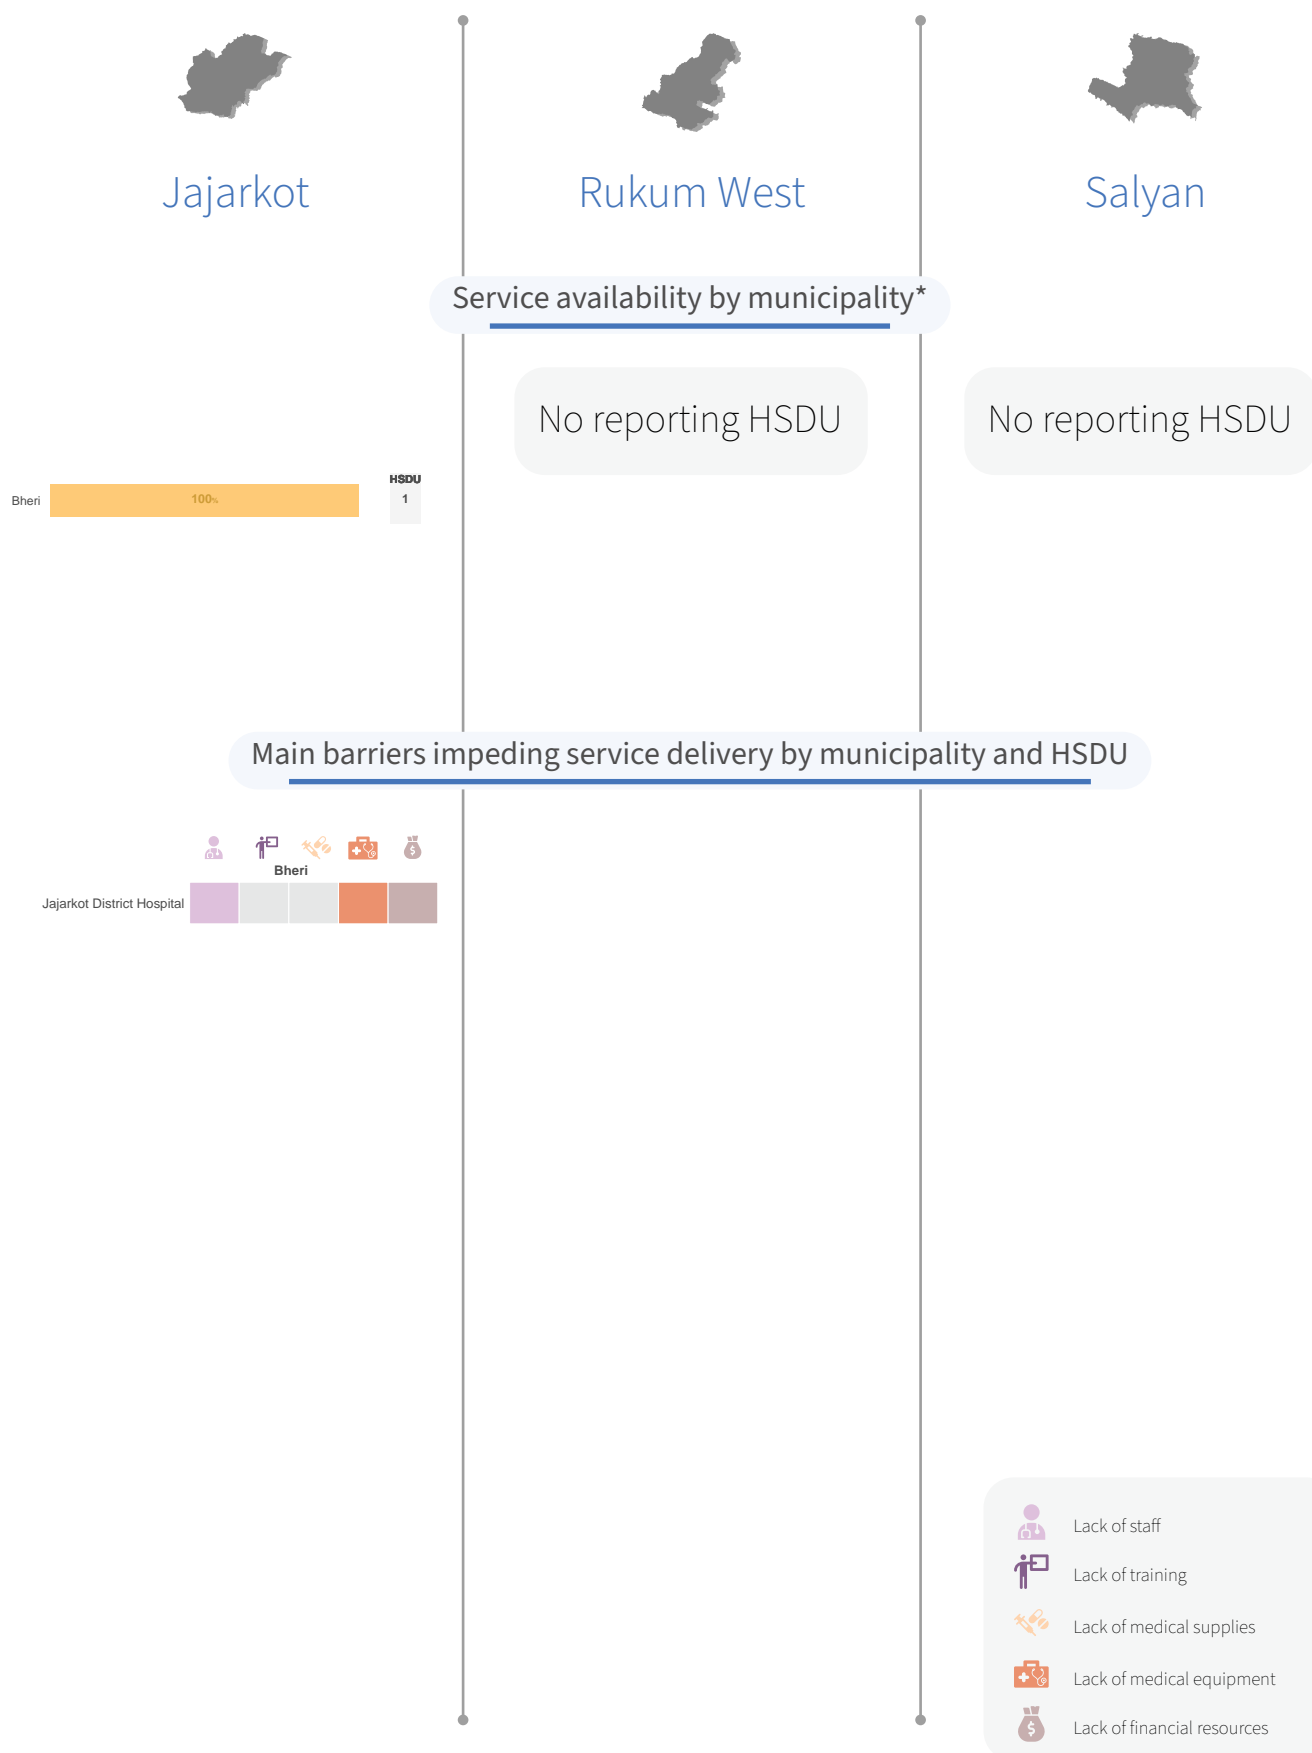 Jajarkot
Rukum West
Salyan
Service availability by municipality*
No reporting HSDU
No reporting HSDU
HSDU
Bheri
100%
1
Main barriers impeding service delivery by municipality and HSDU
Bheri
Jajarkot District Hospital
Lack of staff
Lack of training
Lack of medical supplies
Lack of medical equipment
Lack of financial resources